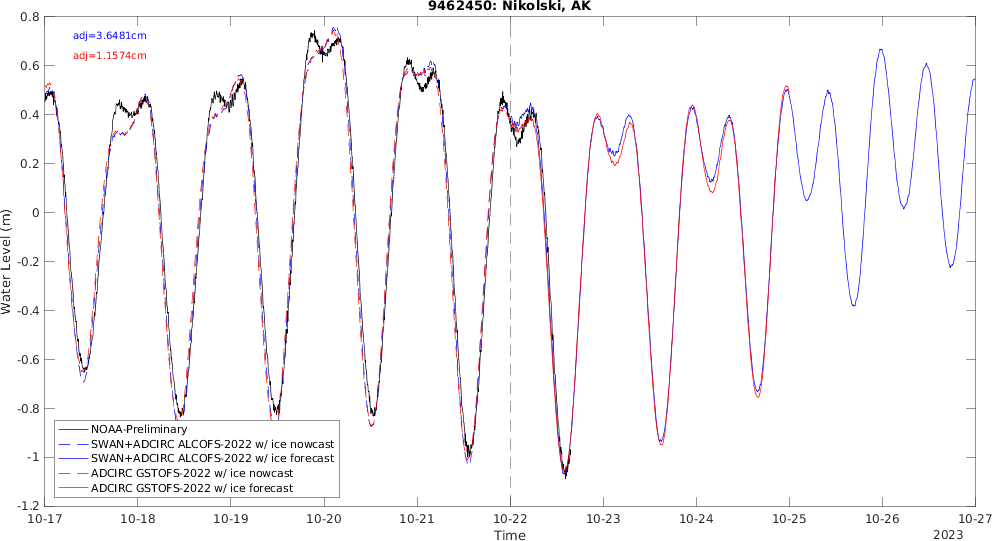 9462450: Nikolski, AK
adj=3.6481cm
adj=1.1574cm
Water Level (m)
0.8
0.6
0.4
0.2
0
-0.2
-0.4
-0.6
-0.8
-1
-1.2
NOAA-Preliminary
SWAN+ADCIRC ALCOFS-2022 w/ ice nowcast
SWAN+ADCIRC ALCOFS-2022 w/ ice forecast
ADCIRC GSTOFS-2022 w/ ice nowcast
ADCIRC GSTOFS-2022 w/ ice forecast
10-17 10-18 10-19 10-20 10-21 10-22 10-23 10-24 10-25 10-26 10-27
Time
2023